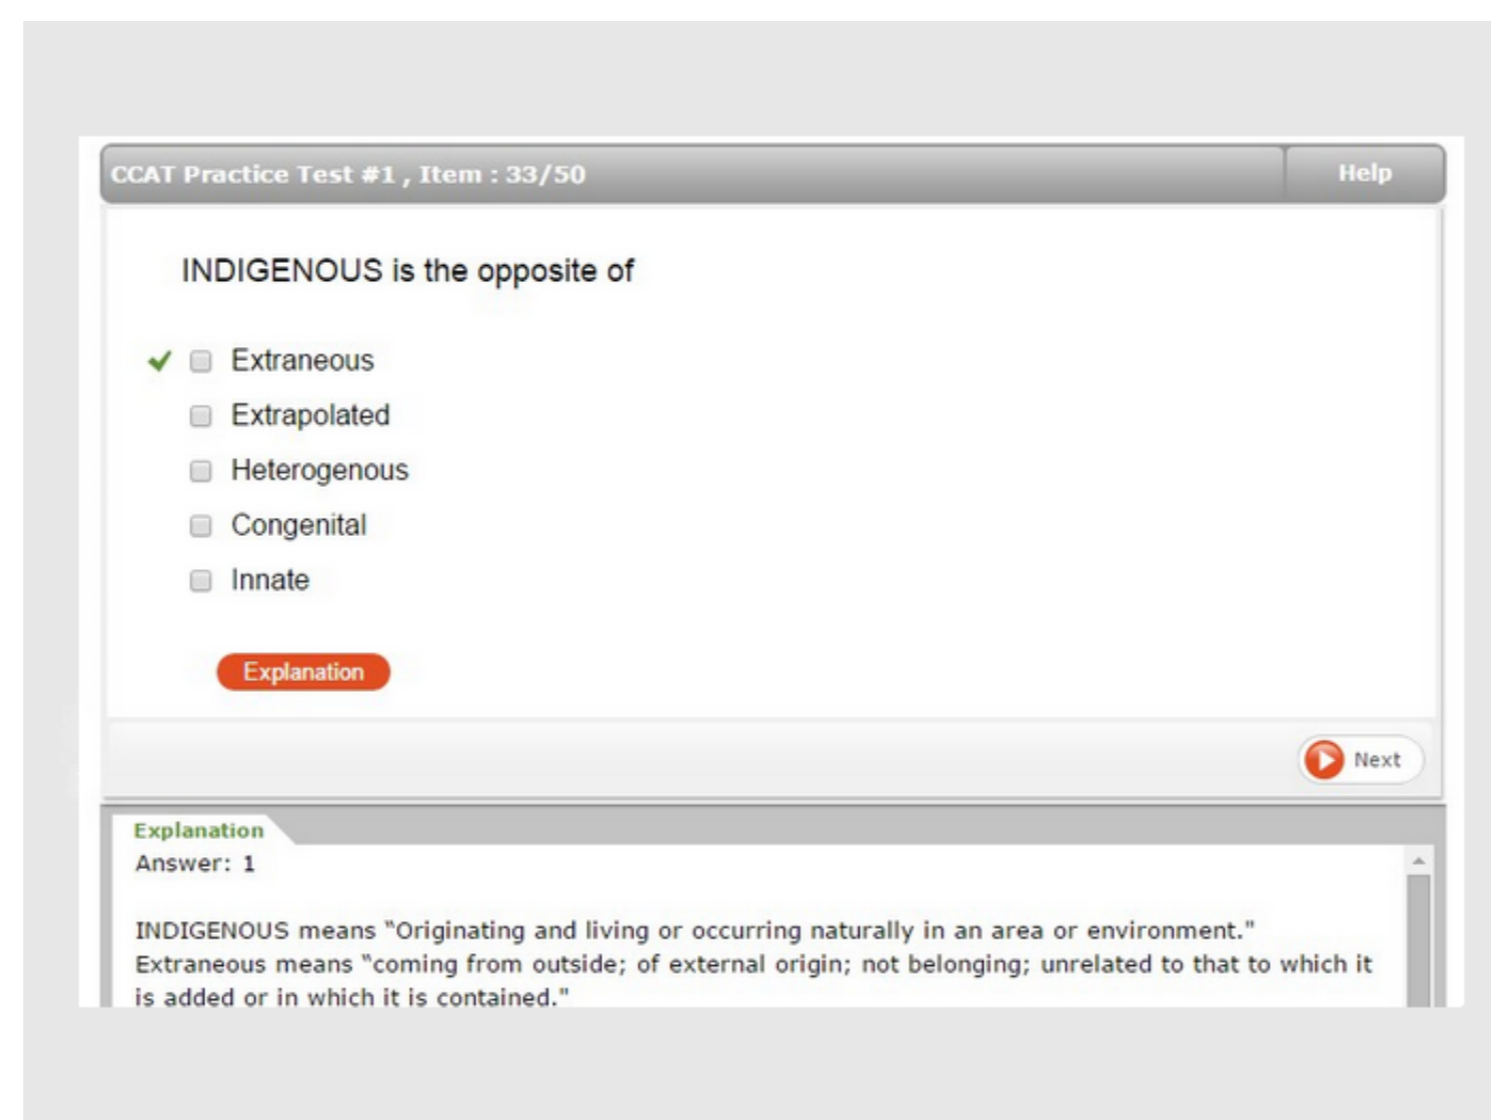 CCAT Practice Test #1 , Item : 33/50
Help
INDIGENOUS is the opposite of
Extraneous
Extrapolated
Heterogenous
Congenital
Innate
Explanation
Next
Explanation
Answer: 1
INDIGENOUS means “Originating and living or occurring naturally in an area or environment."
Extraneous means “coming from outside; of external origin; not belonging; unrelated to that to which it
is added or in which it is contained."